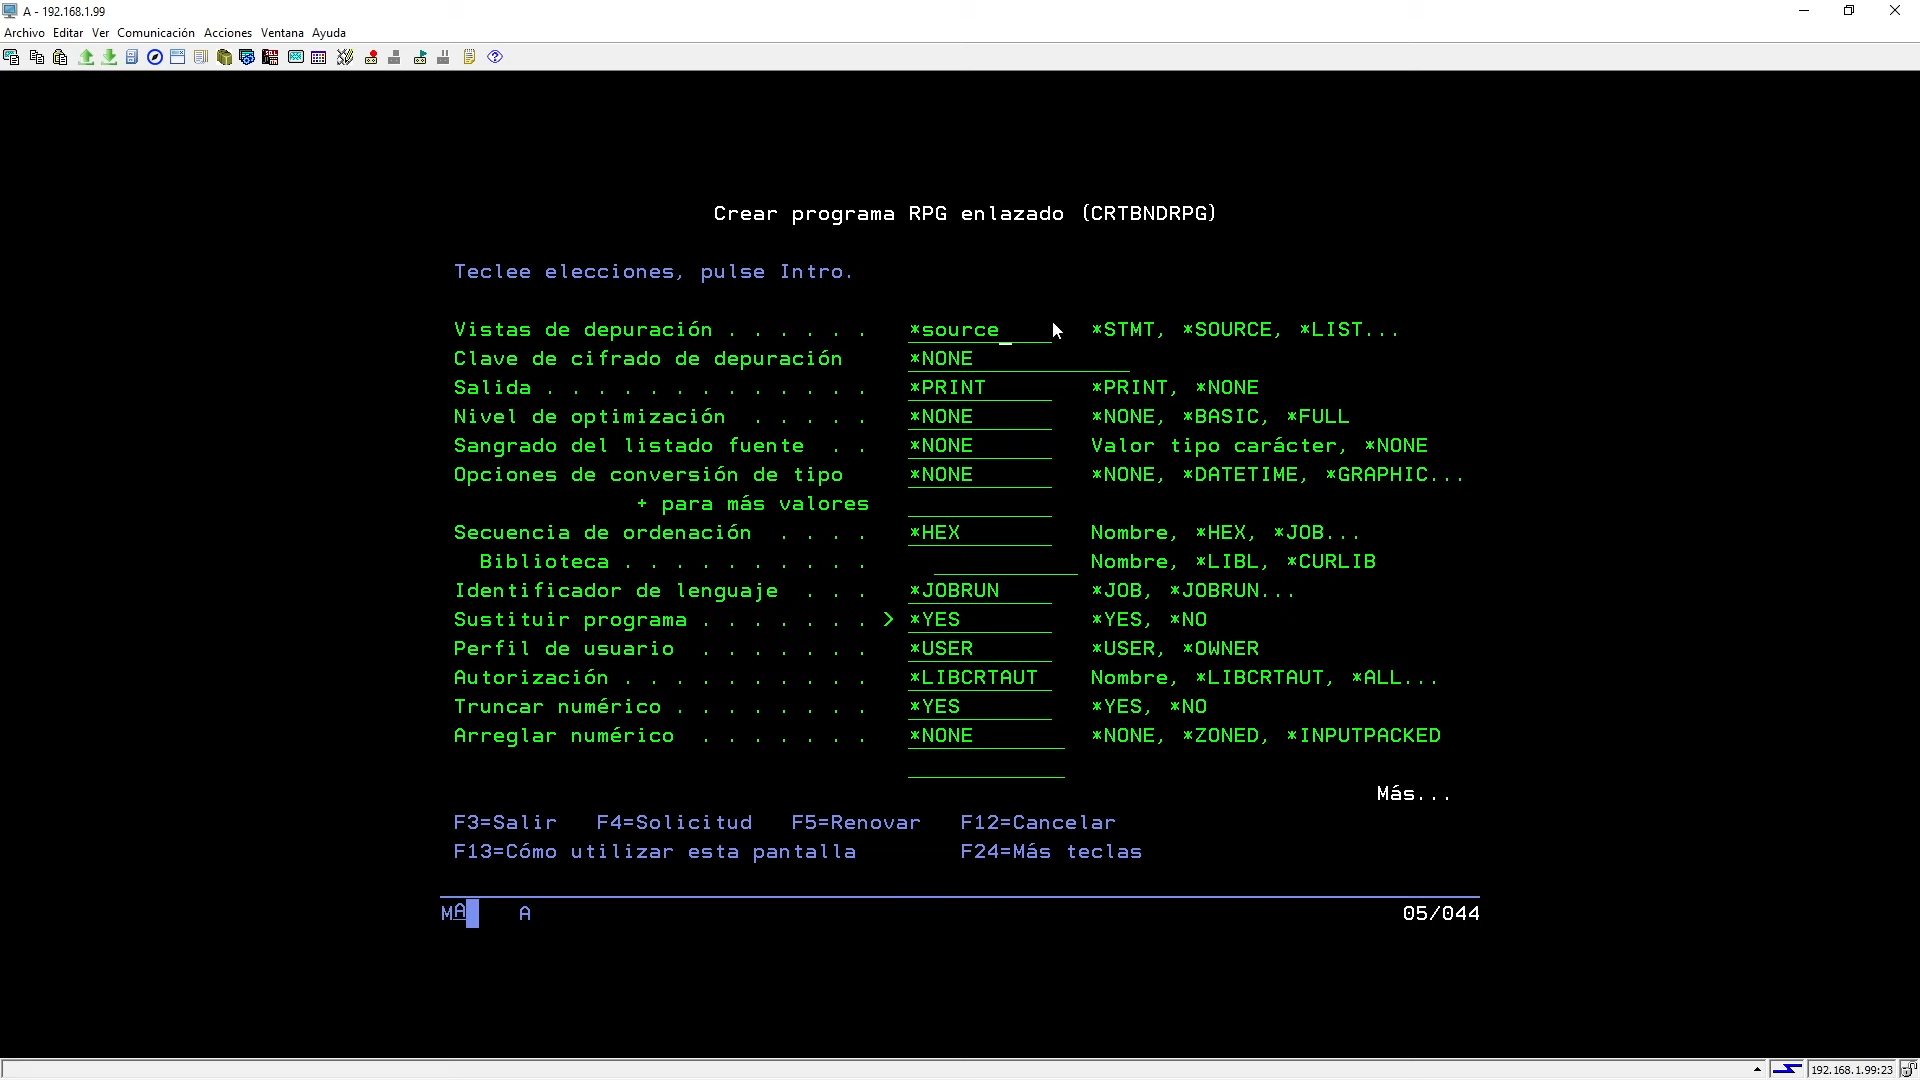 A - 192.168.1.99
Archivo Editar Ver Comunicación Acciones Ventana Ayuda
Crear programa RPG enlazado (CRTBNDRPG)
Teclee elecciones, pulse Intro.
Vistas de depuración . . . . . . *source_ *STMT, *SOURCE, *LIST...
Clave de cifrado de depuración *NONE
Salida . . . . . . . . . . . . . *PRINT *PRINT, *NONE
Nivel de optimización . . . . . *NONE *NONE, *BASIC, *FULL
Sangrado del listado fuente . . *NONE Valor tipo carácter, *NONE
Opciones de conversión de tipo *NONE *NONE, *DATETIME, *GRAPHIC...
+ para más valores
Secuencia de ordenación . . . . *HEX Nombre, *HEX, *JOB...
Biblioteca . . . . . . . . . . Nombre, *LIBL, *CURLIB
Identificador de lenguaje . . . *JOBRUN *JOB, *JOBRUN...
Sustituir programa . . . . . . . > *YES *YES, *NO
Perfil de usuario . . . . . . . *USER *USER, *OWNER
Autorización . . . . . . . . . . *LIBCRTAUT Nombre, *LIBCRTAUT, *ALL...
Truncar numérico . . . . . . . . *YES *YES, *NO
Arreglar numérico . . . . . . . *NONE *NONE, *ZONED, *INPUTPACKED
Más...
F3=Salir F4=Solicitud F5=Renovar F12=Cancelar
F13=Cómo utilizar esta pantalla F24=Más teclas
MA A 05/044
192.168.1.99:23